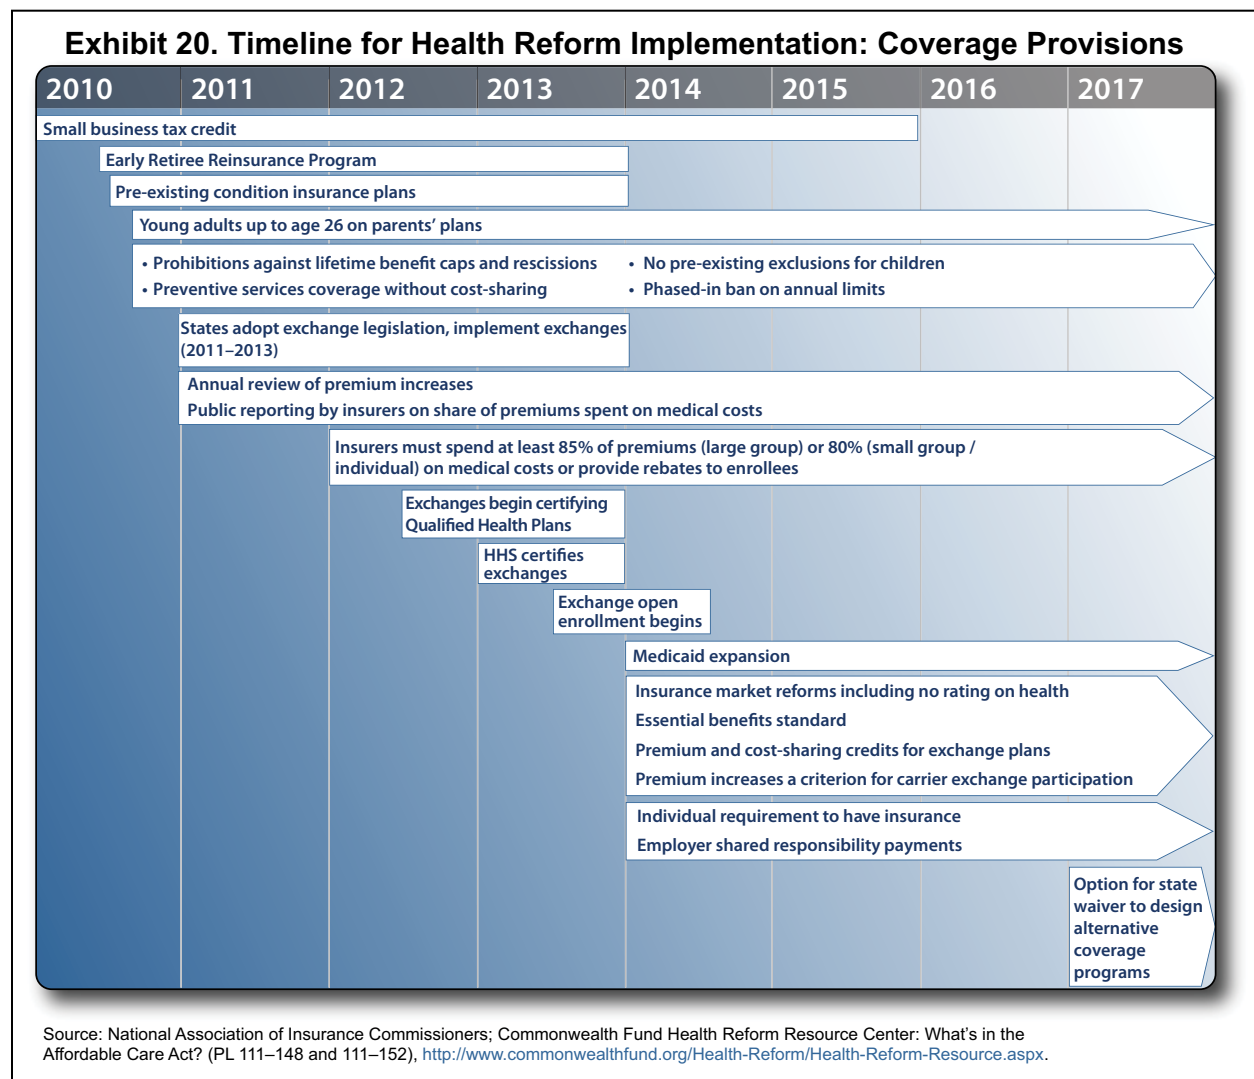 Exhibit 20. Timeline for Health Reform Implementation: Coverage Provisions
2010 2011 2012 2013 2014 2015 2016 2017
Small business tax credit
Early Retiree Reinsurance Program
Pre-existing condition insurance plans
Young adults up to age 26 on parents’ plans
• Prohibitions against lifetime benefit caps and rescissions • No pre-existing exclusions for children
• Preventive services coverage without cost-sharing • Phased-in ban on annual limits
States adopt exchange legislation, implement exchanges
(2011–2013)
Annual review of premium increases
Public reporting by insurers on share of premiums spent on medical costs
Insurers must spend at least 85% of premiums (large group) or 80% (small group /
individual) on medical costs or provide rebates to enrollees
Exchanges begin certifying
Qualified Health Plans
HHS certifies
exchanges
Exchange open
enrollment begins
Medicaid expansion
Insurance market reforms including no rating on health
Essential benefits standard
Premium and cost-sharing credits for exchange plans
Premium increases a criterion for carrier exchange participation
Individual requirement to have insurance
Employer shared responsibility payments
Option for state
waiver to design
alternative
coverage
programs
Source: National Association of Insurance Commissioners; Commonwealth Fund Health Reform Resource Center: What’s in the
Affordable Care Act? (PL 111–148 and 111–152), http://www.commonwealthfund.org/Health-Reform/Health-Reform-Resource.aspx.